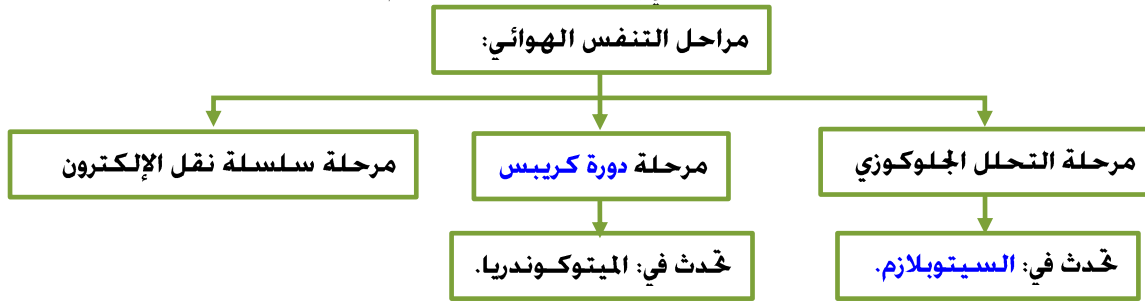 مراحل التنفس الهوائي:
مرحلة التحلل الجلوكوزي
مرحلة دورة كريبس
مرحلة سلسلة نقل الإلكترون
تحدث في: السيتوبلازم.
تحدث في: الميتوكوندريا.